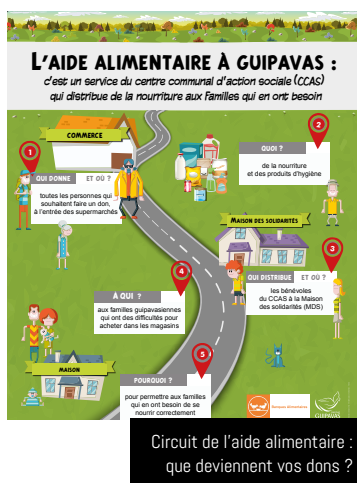 L'AIDE ALIMENTAIRE À GUIPAVAS :
c'est un service du centre communal d'action sociale (CCAS)
qui distribue de la nourriture aux familles qui en ont besoin
COMMERCE
1
QUI DONNE ET OÙ ?
toutes les personnes qui
souhaitent faire un don,
à l'entrée des supermarchés
2
QUOI ?
de la nourriture
et des produits d'hygiène
MAISON DES SOLIDARITÉS
3
QUI DISTRIBUE ET OÙ ?
les bénévoles
du CCAS à la Maison
des solidarités (MDS)
4
À QUI ?
aux familles guipavasiennes
qui ont des difficultés pour
acheter dans les magasins
MAISON
5
POURQUOI ?
pour permettre aux familles
qui en ont besoin de se
nourrir correctement
Banques Alimentaires
GUIPAVAS
Circuit de l'aide alimentaire :
que deviennent vos dons ?